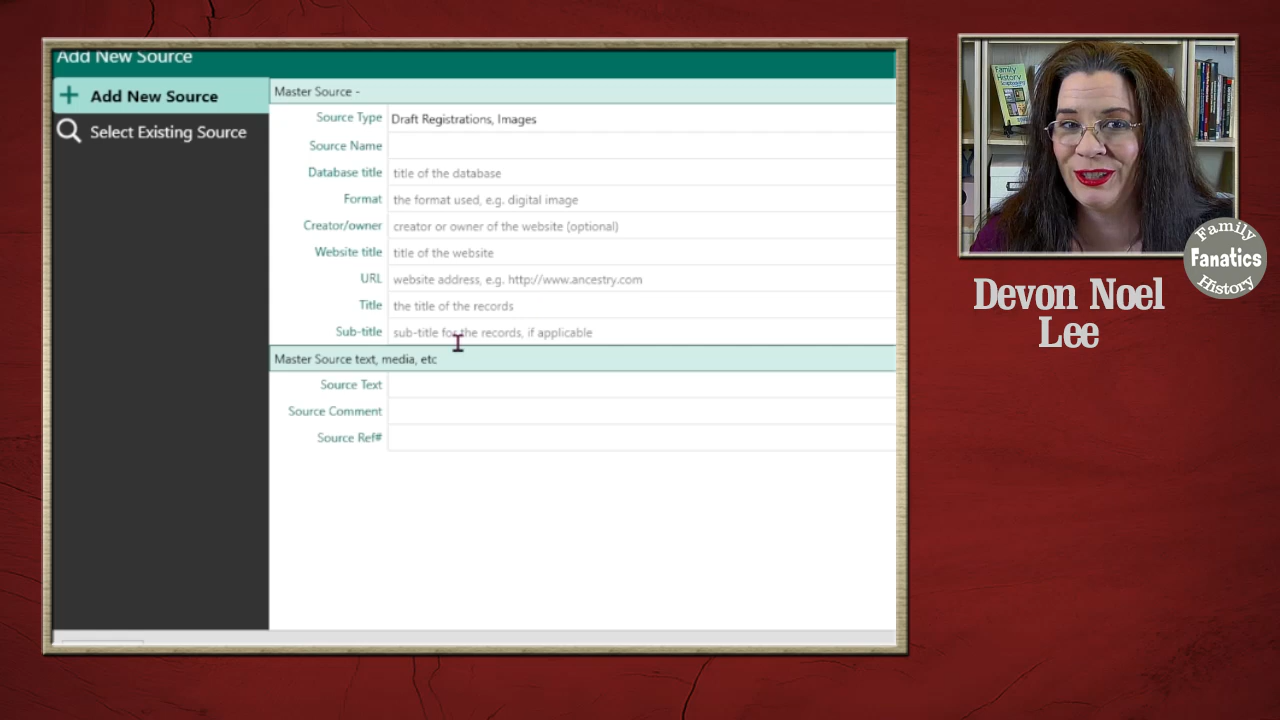 Add New Source
Add New Source
Select Existing Source
Master Source -
Source Type Draft Registrations, Images
Source Name
Database title title of the database
Format the format used, e.g. digital image
Creator/owner creator or owner of the website (optional)
Website title title of the website
URL website address, e.g. http://www.ancestry.com
Title the title of the records
Sub-title sub-title for the records, if applicable
Master Source text, media, etc
Source Text
Source Comment
Source Ref#
Family
History
Family
Fanatics
History
Devon Noel
Lee